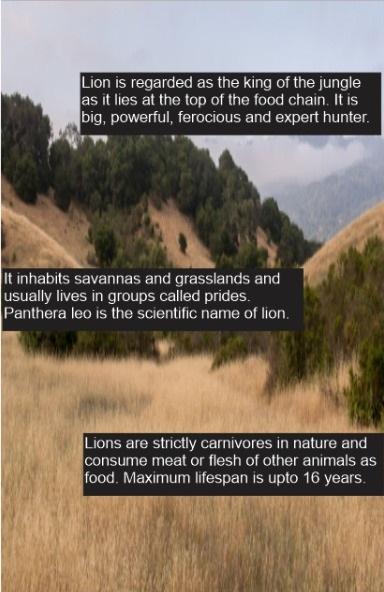 Lion is regarded as the king of the jungle
as it lies at the top of the food chain. It is
big, powerful, ferocious and expert hunter.
It inhabits savannas and grasslands and
usually lives in groups called prides.
Panthera leo is the scientific name of lion.
Lions are strictly carnivores in nature and
consume meat or flesh of other animals as
food. Maximum lifespan is upto 16 years.